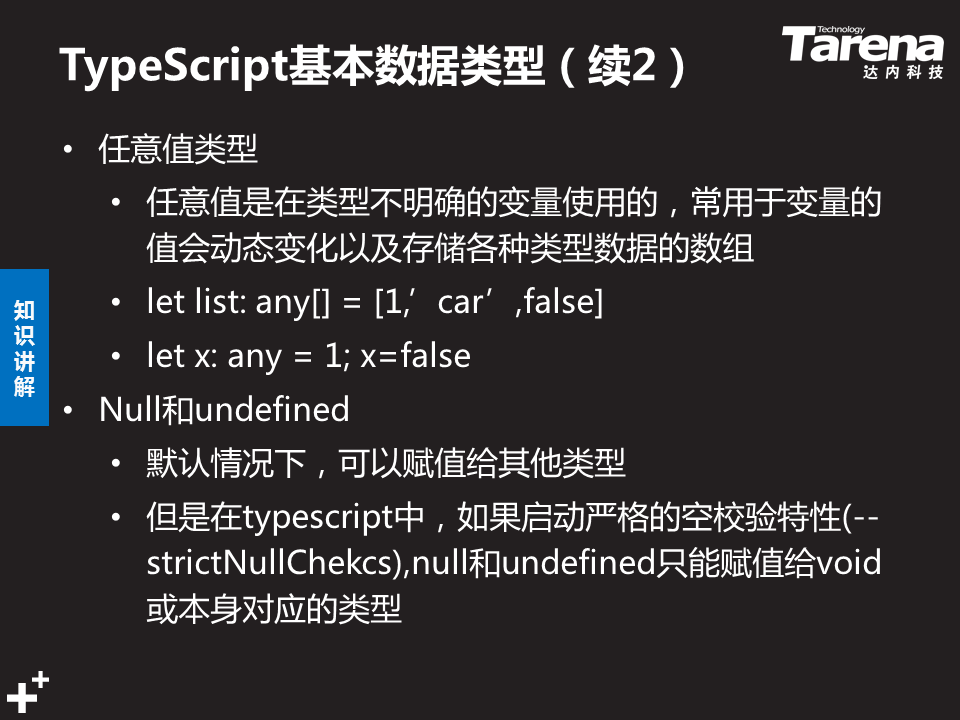 TypeScript基本数据类型（续2）
Technology
Tarena
达内科技
• 任意值类型
• 任意值是在类型不明确的变量使用的，常用于变量的
值会动态变化以及存储各种类型数据的数组
• let list: any[] = [1,’car’,false]
• let x: any = 1; x=false
知识讲解
• Null和undefined
• 默认情况下，可以赋值给其他类型
• 但是在typescript中，如果启动严格的空校验特性(--
strictNullChekcs),null和undefined只能赋值给void
或本身对应的类型